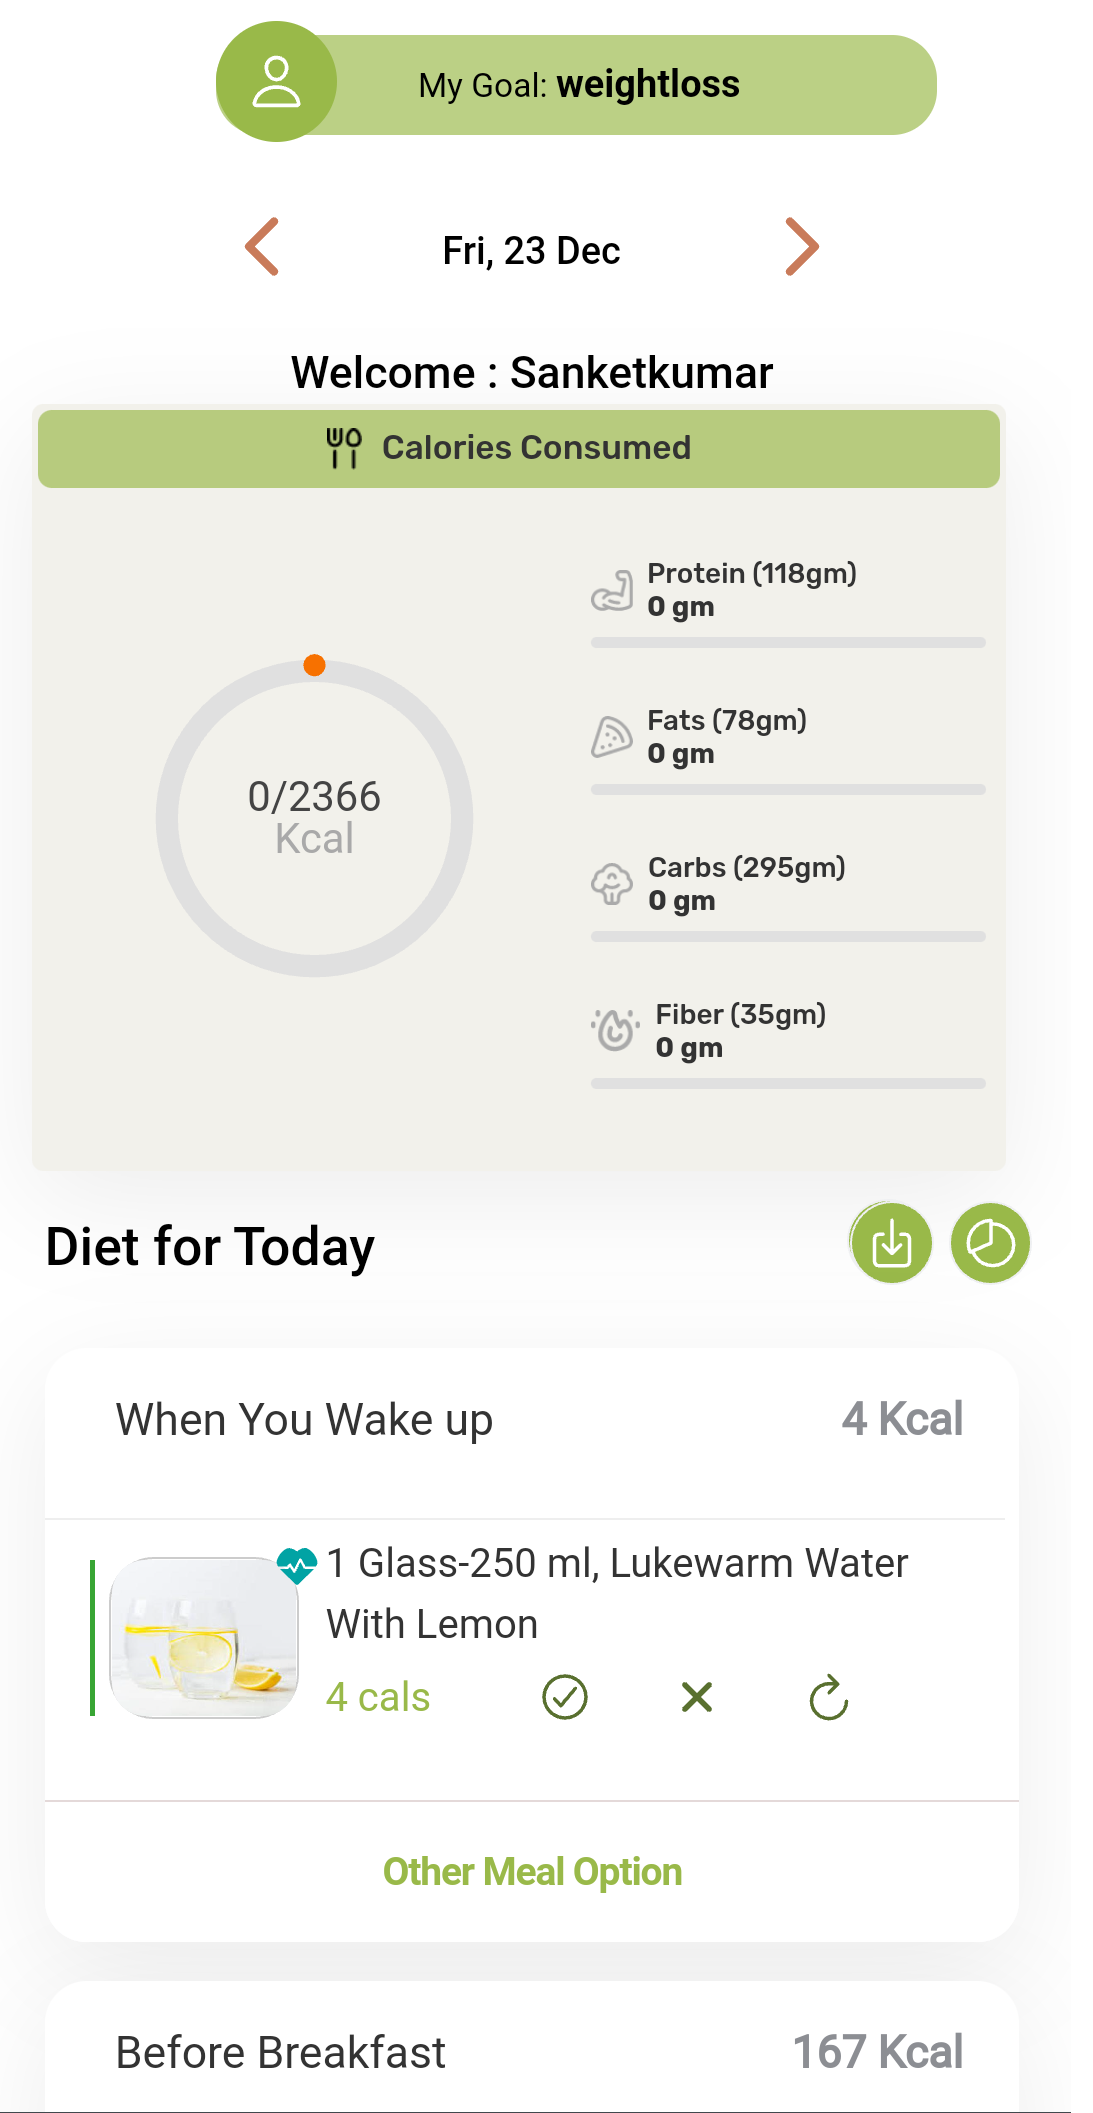 My Goal: weightloss
Fri, 23 Dec
Welcome : Sanketkumar
Calories Consumed
Protein (118gm)
0 gm
Fats (78gm)
0 gm
0/2366
Kcal
Carbs (295gm)
0 gm
Fiber (35gm)
0 gm
Diet for Today
When You Wake up 4 Kcal
1 Glass-250 ml, Lukewarm Water
With Lemon
4 cals
Other Meal Option
Before Breakfast 167 Kcal